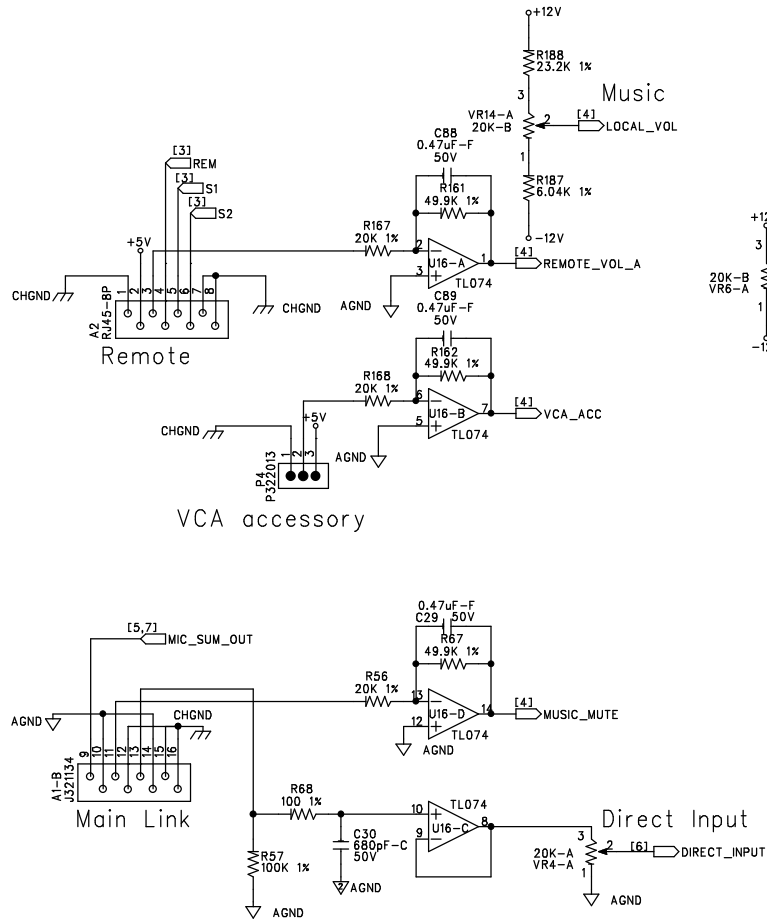 +12V
R188
23.2K 1%
3
Music
VR14-A
20K-B
2
[4]
LOCAL_VOL
1
R187
6.04K 1%
-12V
C88
0.47uF-F
50V
R161
49.9K 1%
[3]
REM
[3]
S1
[3]
S2
+5V
R167
20K 1%
2
3
U16-A
1
TL074
[4]
REMOTE_VOL_A
AGND
CHGND
1
2
3
4
5
6
7
8
CHGND
A2
RJ45-8P
Remote
+12
3
20K-B
VR6-A
1
-12
C89
0.47uF-F
50V
R162
49.9K 1%
R168
20K 1%
6
5
U16-B
7
TL074
[4]
VCA_ACC
AGND
CHGND
+5V
1
2
3
P4
P322013
VCA accessory
0.47uF-F
C29 50V
R67
49.9K 1%
[5,7]
MIC_SUM_OUT
R56
20K 1%
13
12
U16-D
14
TL074
[4]
MUSIC_MUTE
AGND
AGND
CHGND
9
10
11
12
13
14
15
16
A1-B
J321134
Main Link
R68
100 1%
10
9
TL074
U16-C
8
Direct Input
C30
680pF-C
50V
R57
100K 1%
2
AGND
AGND
3
20K-A
VR4-A
2
1
[6]
DIRECT_INPUT
AGND